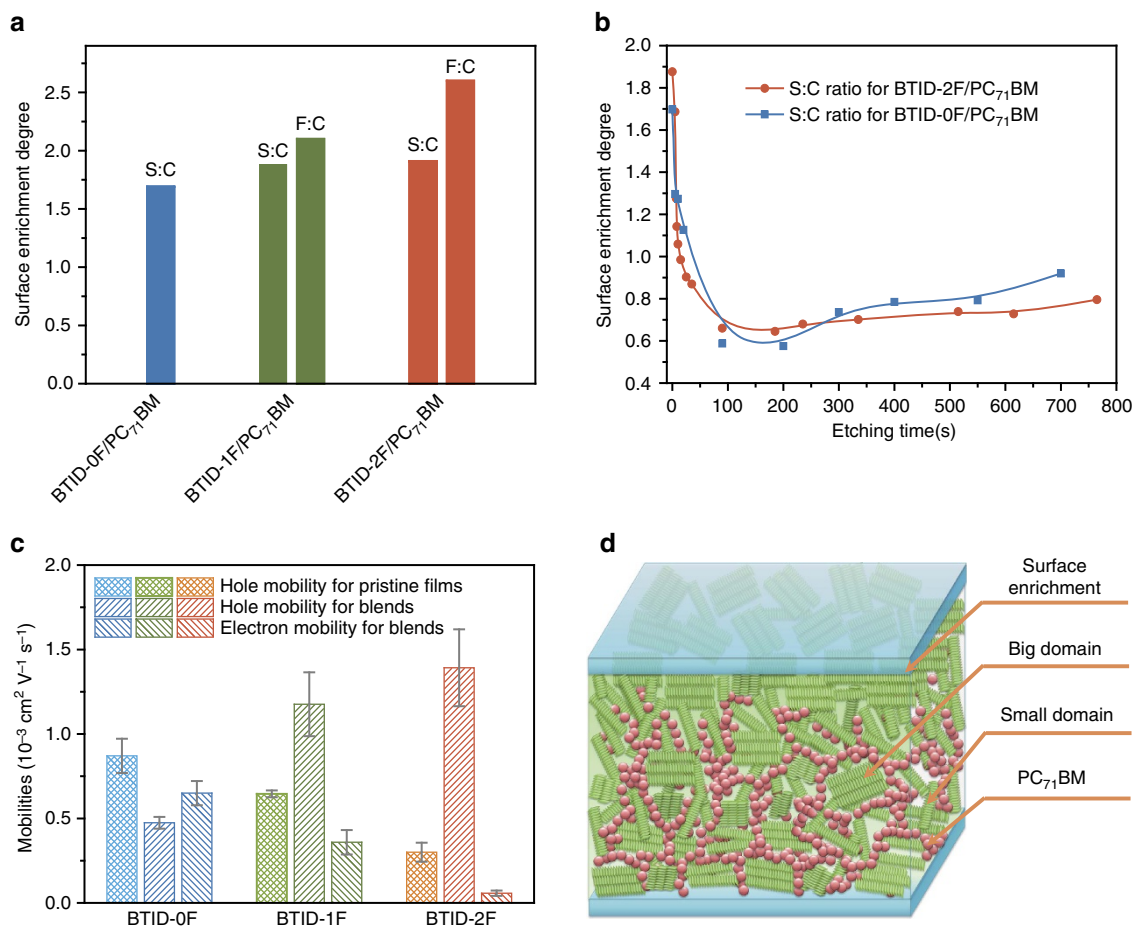 a
Surface enrichment degree
2.5
2.0
1.5
1.0
0.5
0.0
S:C
S:C
F:C
S:C
F:C
BTID-0F/PC₇₁BM
BTID-1F/PC₇₁BM
BTID-2F/PC₇₁BM
b
Surface enrichment degree
2.0
1.8
1.6
1.4
1.2
1.0
0.8
0.6
0.4
S:C ratio for BTID-2F/PC₇₁BM
S:C ratio for BTID-0F/PC₇₁BM
0 100 200 300 400 500 600 700 800
Etching time(s)
c
Mobilities (10⁻³ cm² V⁻¹ s⁻¹)
2.0
1.5
1.0
0.5
0.0
Hole mobility for pristine films
Hole mobility for blends
Electron mobility for blends
BTID-0F BTID-1F BTID-2F
d
Surface
enrichment
Big domain
Small domain
PC₇₁BM